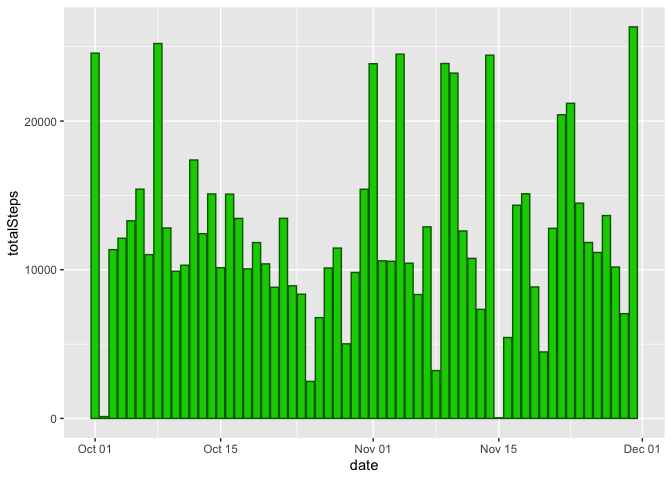 totalSteps
20000
10000
0
Oct 01
Oct 15
Nov 01
Nov 15
Dec 01
date